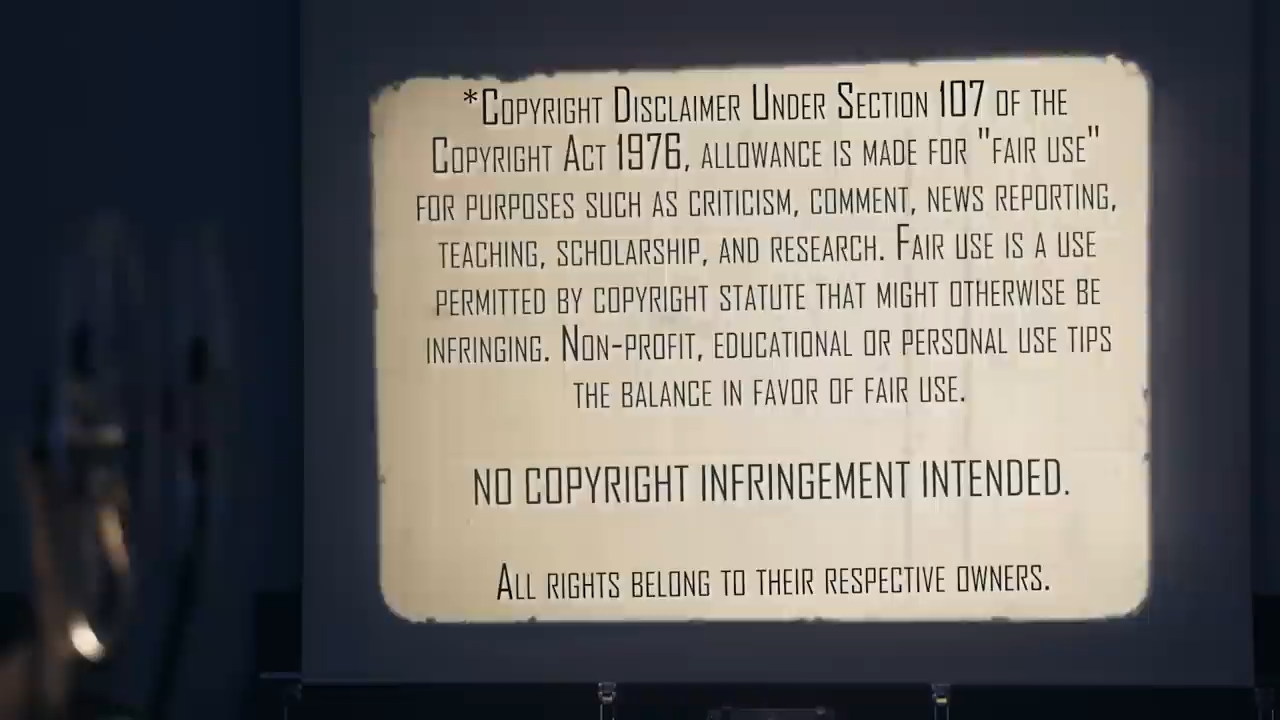 *Copyright Disclaimer Under Section 107 of the
Copyright Act 1976, allowance is made for "fair use"
for purposes such as criticism, comment, news reporting,
teaching, scholarship, and research. Fair use is a use
permitted by copyright statute that might otherwise be
infringing. Non-profit, educational or personal use tips
the balance in favor of fair use.
NO COPYRIGHT INFRINGEMENT INTENDED.
All rights belong to their respective owners.